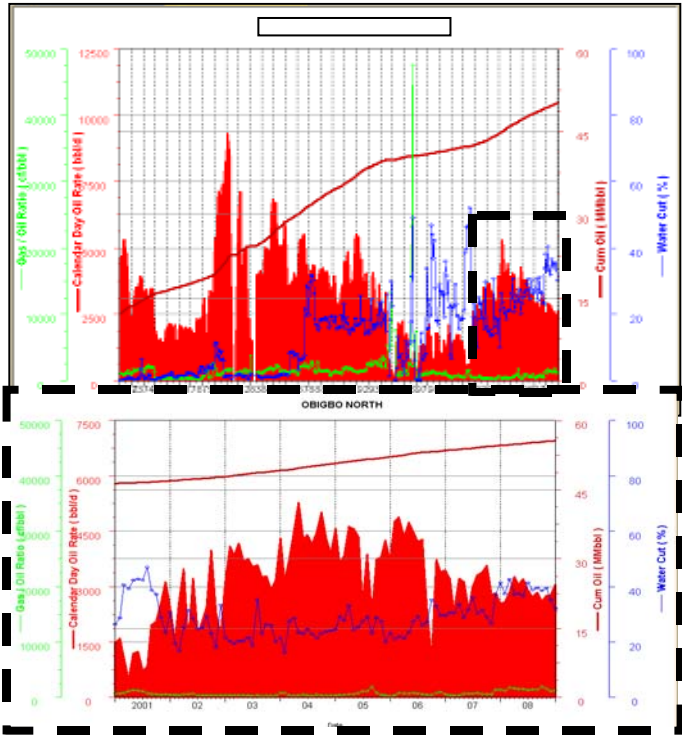 50000 12500 60 100
40000 10000 45 80
7500 60
30 40
5000
2500 15 20
0 0 0 0
Gas / Oil Ratio ( cf/bbl )
Calendar Day Oil Rate ( bbl/d )
Cum Oil ( MMbbl )
Water Cut ( % )
OBIGBO NORTH
50000 7500 60 100
40000 6000 45 80
30000 4500 30 60
20000 3000 40
10000 1500 15 20
0 0 0 0
Gas / Oil Ratio ( cf/bbl )
Calendar Day Oil Rate ( bbl/d )
Cum Oil ( MMbbl )
Water Cut ( % )
2001 02 03 04 05 06 07 08
Date